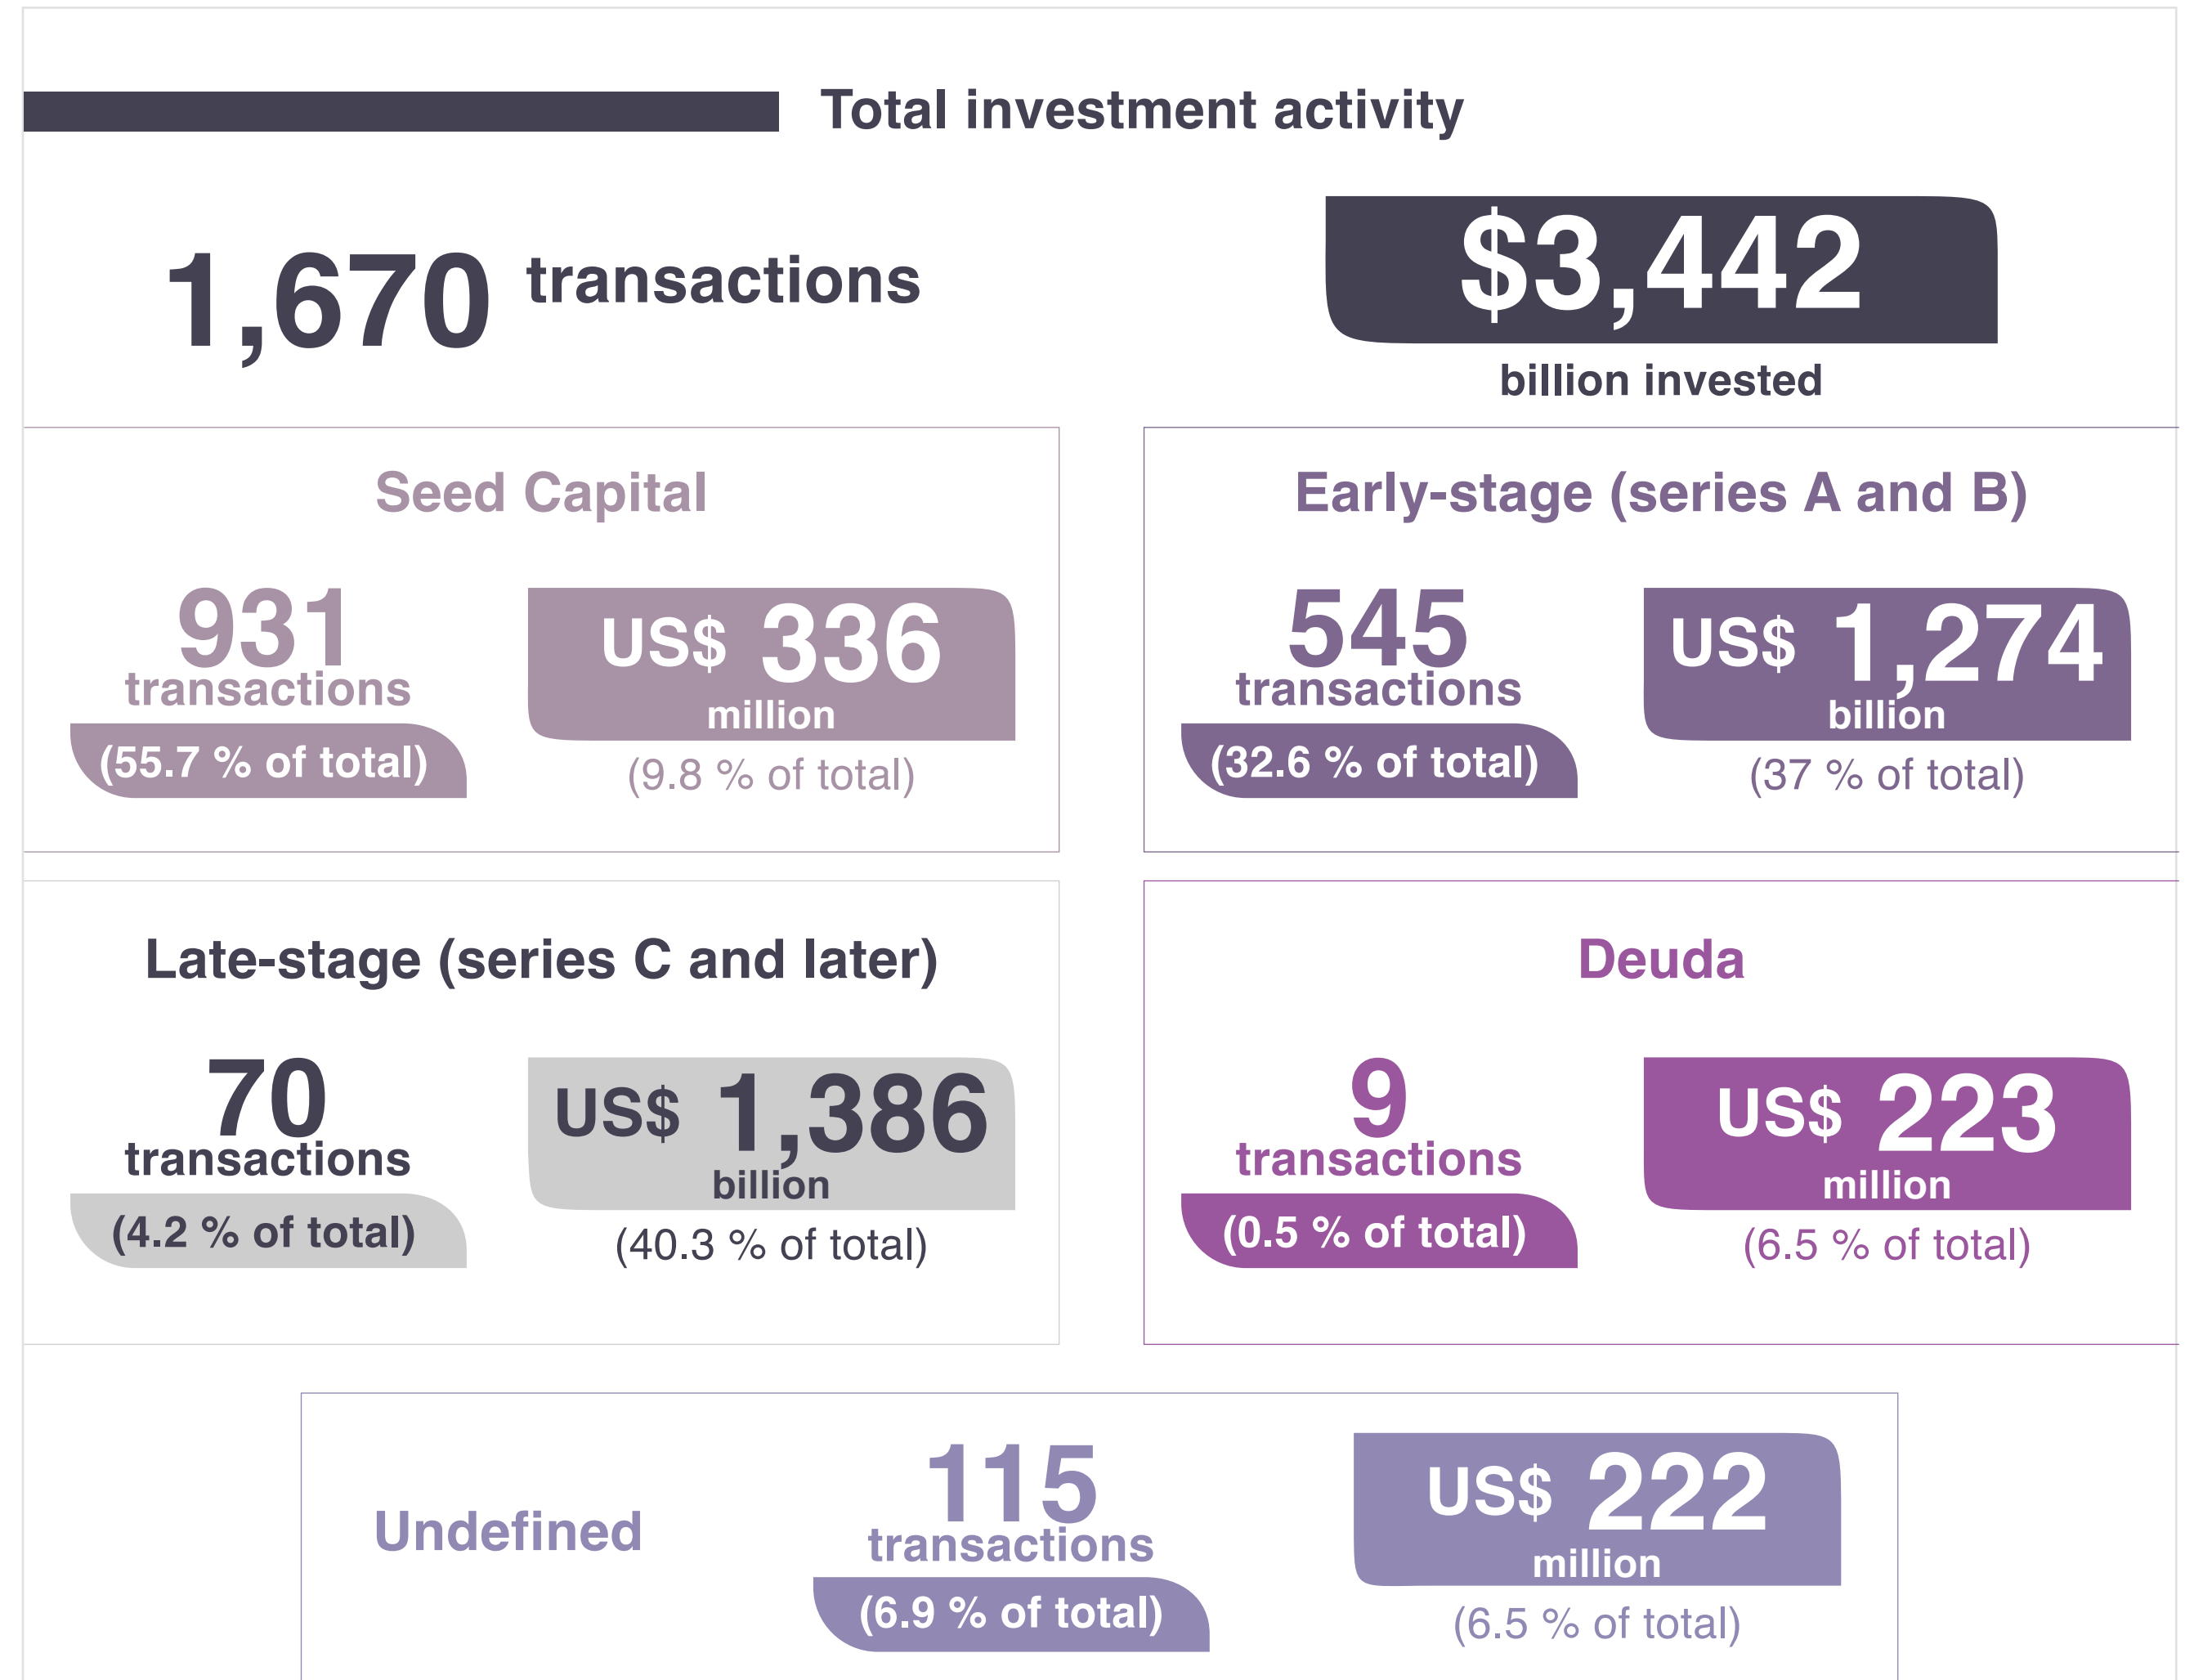 Total investment activity
1,670 transactions
$3,442
billion invested
Seed Capital
931
transactions
(55.7 % of total)
US$ 336
million
(9.8 % of total)
Early-stage (series A and B)
545
transactions
(32.6 % of total)
US$ 1,274
billion
(37 % of total)
Late-stage (series C and later)
70
transactions
(4.2 % of total)
US$ 1,386
billion
(40.3 % of total)
Deuda
9
transactions
(0.5 % of total)
US$ 223
million
(6.5 % of total)
Undefined
115
transactions
(6.9 % of total)
US$ 222
million
(6.5 % of total)